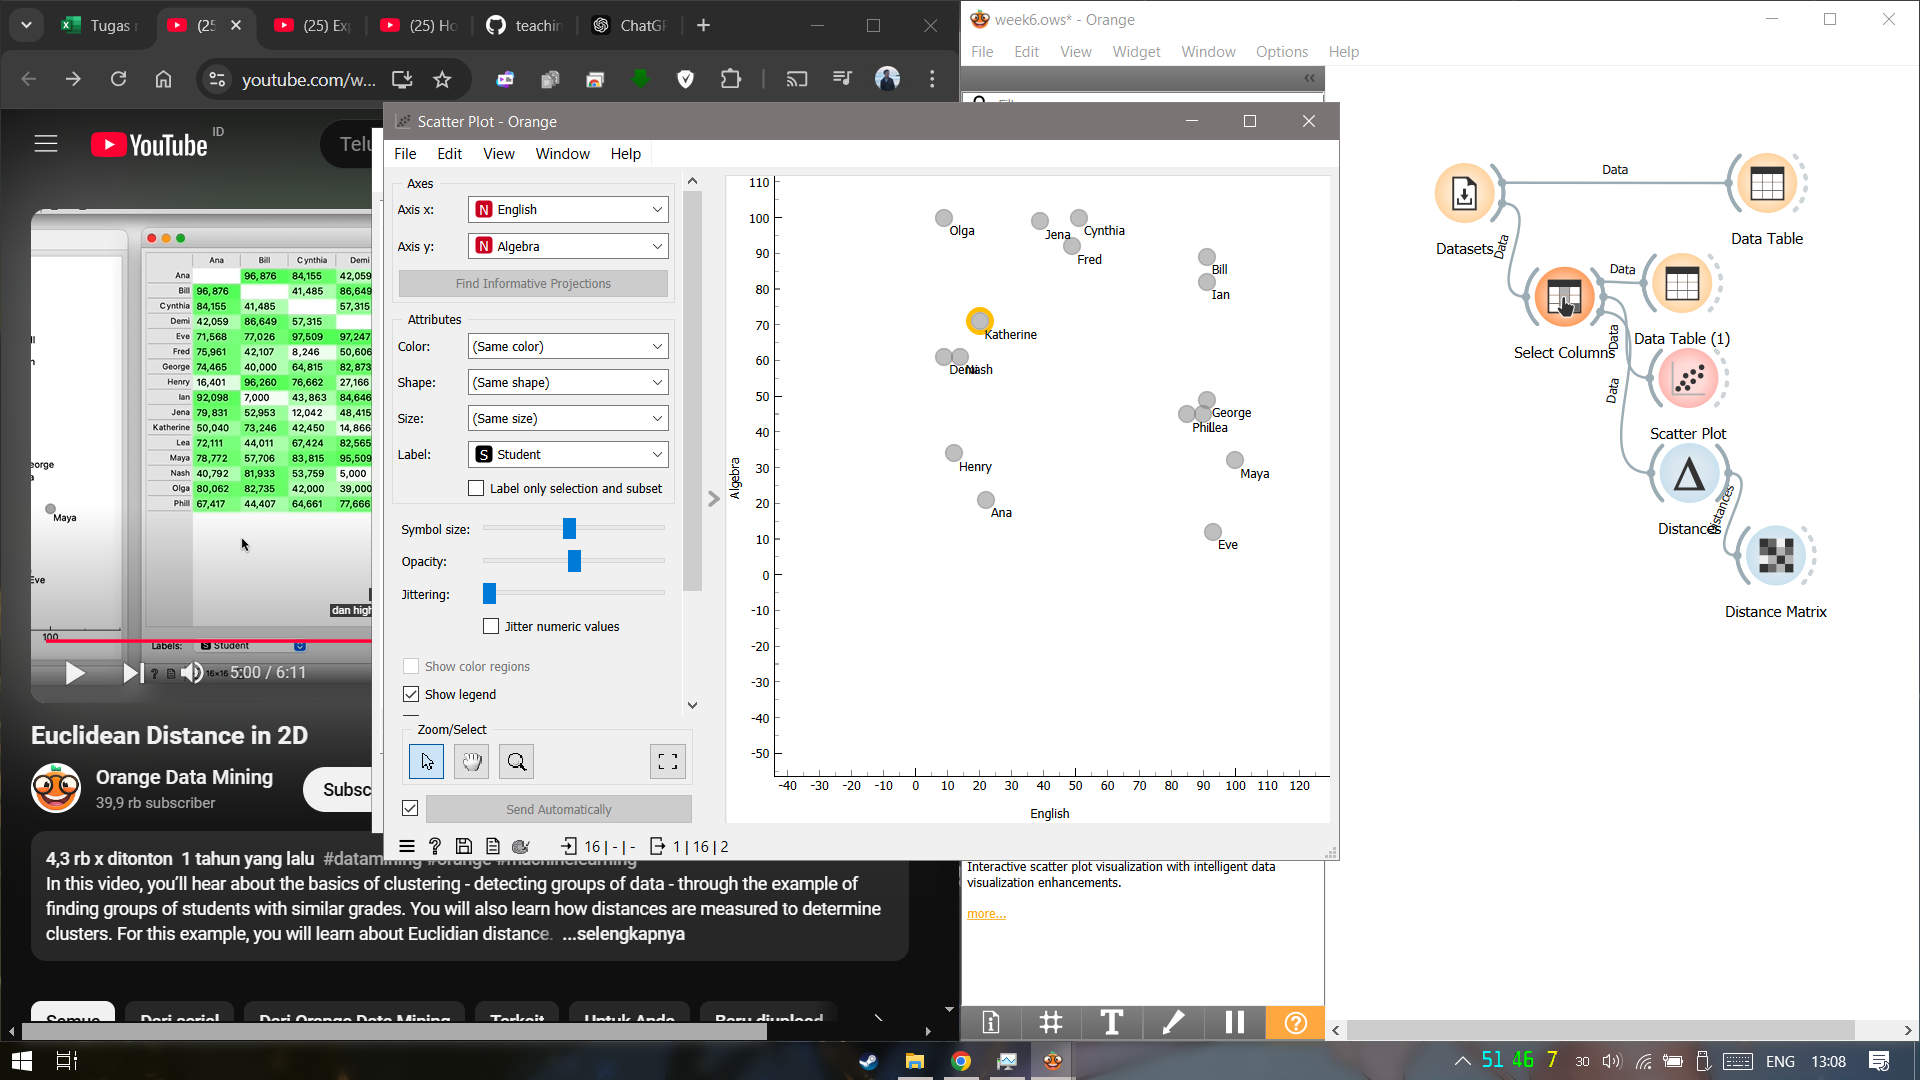 Tugas
(25
(25) Ex
(25) Ho
teachin
ChatGP
youtube.com/w...
YouTube
ID
Telu
Ana Bill Cynthia Demi
Ana 96,876 84,155 42,059
Bill 96,876 41,485 86,649
Cynthia 84,155 41,485 57,315
Demi 42,059 86,649 57,315
Eve 71,568 77,026 97,509 97,247
Fred 75,961 42,107 8,246 50,606
George 74,465 40,000 64,815 82,873
Henry 16,401 96,260 76,662 27,166
Ian 92,098 7,000 43,863 84,646
Jena 79,831 52,953 12,042 48,415
Katherine 50,040 73,246 42,450 14,866
Lea 72,111 44,011 67,424 82,565
Maya 78,772 57,706 83,815 95,509
Nash 40,792 81,933 53,759 5,000
Olga 80,062 82,735 42,000 39,000
Phill 67,417 44,407 64,661 77,666
eorge
Maya
Eve
100
dan high
Labels: S Student
16×16
5:00 / 6:11
Euclidean Distance in 2D
Orange Data Mining
39,9 rb subscriber
Subsc
4,3 rb x ditonton 1 tahun yang lalu #datamining #orange #machinelearning
In this video, you'll hear about the basics of clustering - detecting groups of data - through the example of
finding groups of students with similar grades. You will also learn how distances are measured to determine
clusters. For this example, you will learn about Euclidian distance. ...selengkapnya
Semua
Dari serial
Dari Orange Data Mining
Terkait
Untuk Anda
Baru diupload
Scatter Plot - Orange
File Edit View Window Help
Axes
Axis x: N English
Axis y: N Algebra
Find Informative Projections
Attributes
Color: (Same color)
Shape: (Same shape)
Size: (Same size)
Label: S Student
Label only selection and subset
Symbol size:
Opacity:
Jittering:
Jitter numeric values
Show color regions
Show legend
Zoom/Select
Send Automatically
16 | - | -
1 | 16 | 2
Algebra
110
100
90
80
70
60
50
40
30
20
10
0
-10
-20
-30
-40
-50
Olga
Jena
Cynthia
Fred
Bill
Ian
Katherine
Demi
Nash
George
Phill
Lea
Henry
Maya
Ana
Eve
-40 -30 -20 -10 0 10 20 30 40 50 60 70 80 90 100 110 120
English
week6.ows* - Orange
File Edit View Widget Window Options Help
Data
Datasets
Data Table
Data
Data
Select Columns
Data Table (1)
Data
Scatter Plot
Data
Distances
Distances
Distance Matrix
Interactive scatter plot visualization with intelligent data
visualization enhancements.
more...
51 46 7 30
ENG
13:08